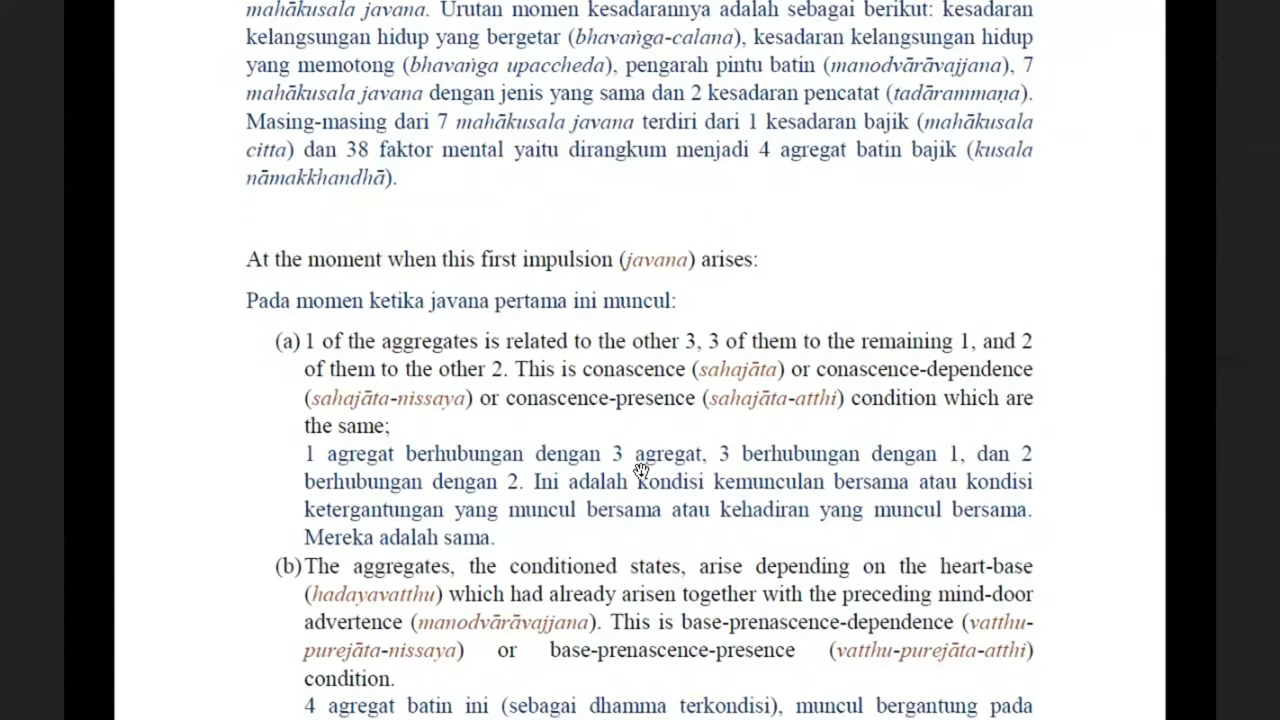 mahākusala javana. Urutan momen kesadarannya adalah sebagai berikut: kesadaran
kelangsungan hidup yang bergetar (bhavaṅga-calana), kesadaran kelangsungan hidup
yang memotong (bhavaṅga upaccheda), pengarah pintu batin (manodvārāvajjana), 7
mahākusala javana dengan jenis yang sama dan 2 kesadaran pencatat (tadārammaṇa).
Masing-masing dari 7 mahākusala javana terdiri dari 1 kesadaran bajik (mahākusala
citta) dan 38 faktor mental yaitu dirangkum menjadi 4 agregat batin bajik (kusala
nāmakkhandhā).
At the moment when this first impulsion (javana) arises:
Pada momen ketika javana pertama ini muncul:
(a) 1 of the aggregates is related to the other 3, 3 of them to the remaining 1, and 2
of them to the other 2. This is conascence (sahajāta) or conascence-dependence
(sahajāta-nissaya) or conascence-presence (sahajāta-atthi) condition which are
the same;
1 agregat berhubungan dengan 3 agregat, 3 berhubungan dengan 1, dan 2
berhubungan dengan 2. Ini adalah kondisi kemunculan bersama atau kondisi
ketergantungan yang muncul bersama atau kehadiran yang muncul bersama.
Mereka adalah sama.
(b) The aggregates, the conditioned states, arise depending on the heart-base
(hadayavatthu) which had already arisen together with the preceding mind-door
advertence (manodvārāvajjana). This is base-prenascence-dependence (vatthu-
purejāta-nissaya) or base-prenascence-presence (vatthu-purejāta-atthi)
condition.
4 agregat batin ini (sebagai dhamma terkondisi), muncul bergantung pada